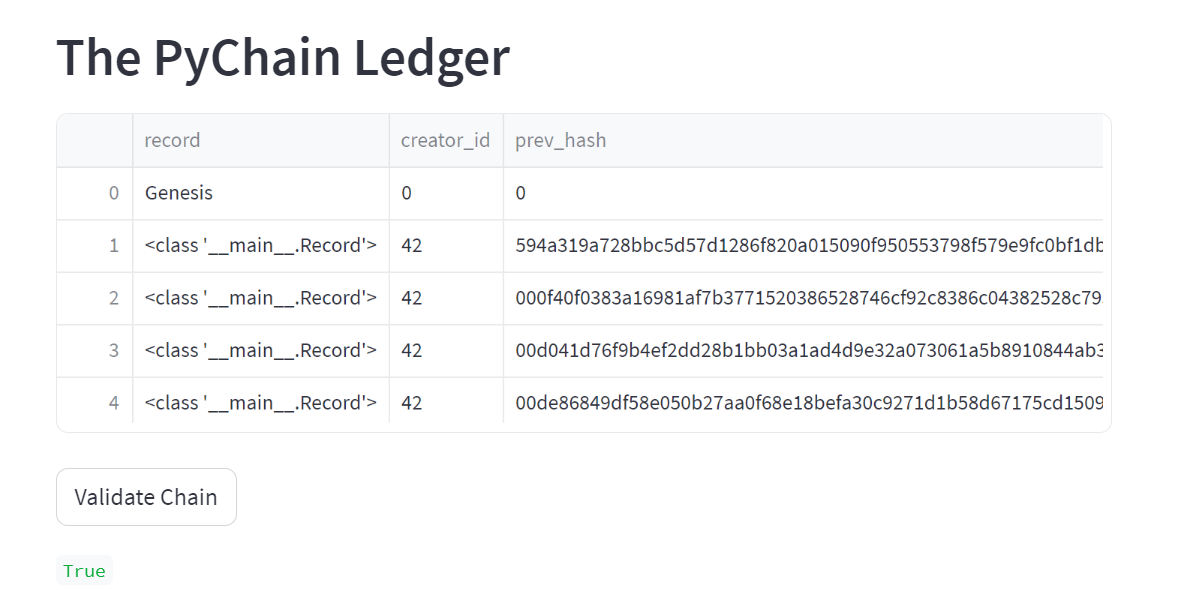 The PyChain Ledger
record creator_id prev_hash
0 Genesis 0 0
1 <class '__main__.Record'> 42 594a319a728bbc5d57d1286f820a015090f950553798f579e9fc0bf1db
2 <class '__main__.Record'> 42 000f40f0383a16981af7b3771520386528746cf92c8386c04382528c79
3 <class '__main__.Record'> 42 00d041d76f9b4ef2dd28b1bb03a1ad4d9e32a073061a5b8910844ab3
4 <class '__main__.Record'> 42 00de86849df58e050b27aa0f68e18befa30c9271d1b58d67175cd1509
Validate Chain
True